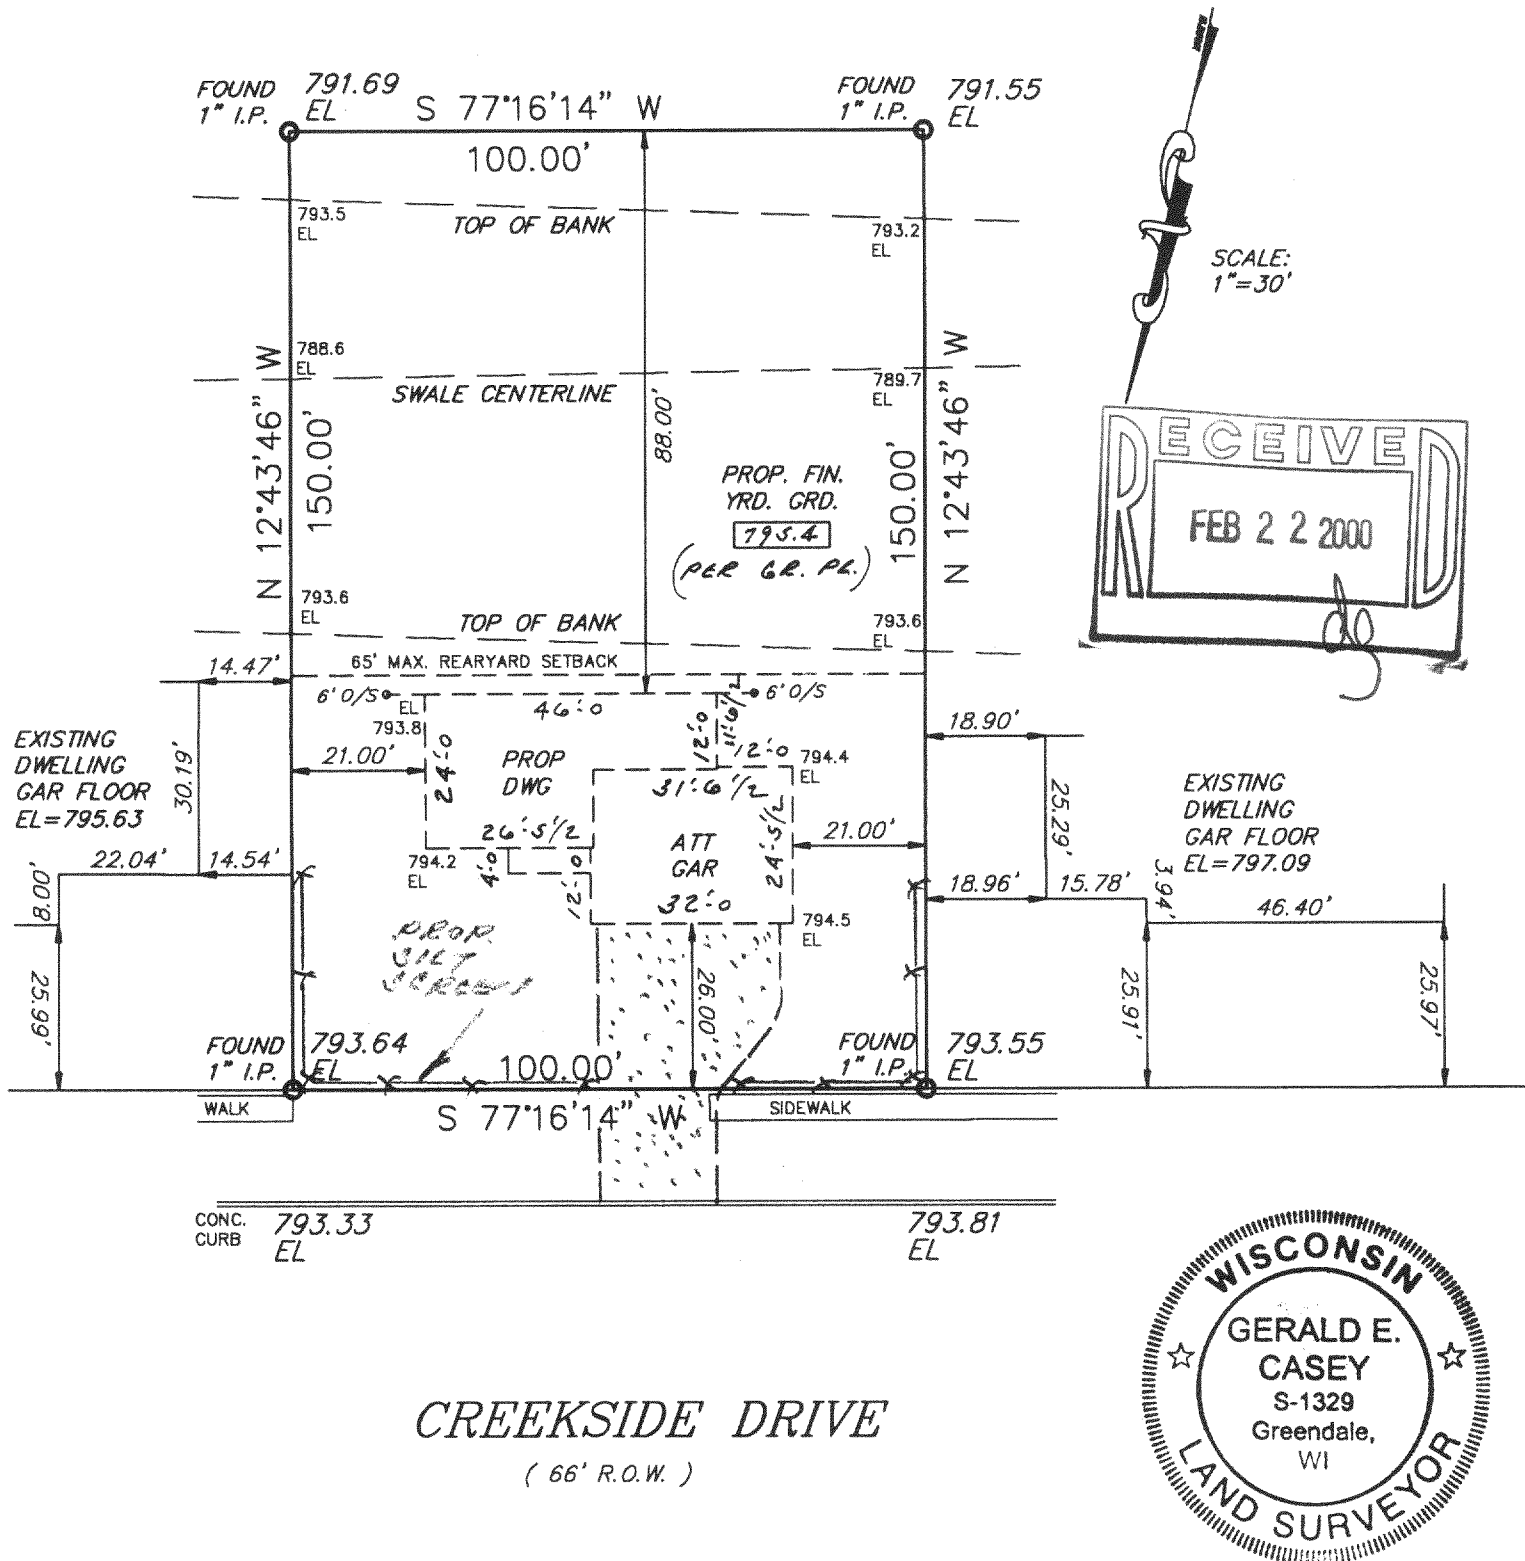 FOUND 791.69
1" I.P. EL
S 77°16'14" W
100.00'
FOUND 791.55
1" I.P. EL
SCALE:
1"=30'
793.5
EL
TOP OF BANK
793.2
EL
788.6
EL
SWALE CENTERLINE
789.7
EL
N 12°43'46" W
150.00'
88.00'
PROP. FIN.
YRD. GRD.
795.4
(PER GR. PL.)
150.00'
N 12°43'46" W
RECEIVED
FEB 22 2000
793.6
EL
TOP OF BANK
793.6
EL
65' MAX. REARYARD SETBACK
14.47'
6' O/S
EL
793.8
46'-0
6' O/S
11'-6 1/2
12'-0
12'-0
18.90'
EXISTING
DWELLING
GAR FLOOR
EL=795.63
30.19'
21.00'
24'-0
PROP
DWG
31'-6 1/2
794.4
EL
ATT
GAR
24'-5 1/2
21.00'
25.29'
EXISTING
DWELLING
GAR FLOOR
EL=797.09
26'-5 1/2
22.04'
14.54'
794.2
EL
4'-0
12'-0
32'-0
794.5
EL
18.96'
15.78'
3.94'
46.40'
8.00'
25.99'
PROP.
SILT
SCREEN
26.00'
25.91'
25.97'
FOUND 793.64
1" I.P. EL
100.00'
FOUND 793.55
1" I.P. EL
WALK
S 77°16'14" W
SIDEWALK
CONC.
CURB
793.33
EL
793.81
EL
CREEKSIDE DRIVE
( 66' R.O.W. )
WISCONSIN
GERALD E.
CASEY
S-1329
Greendale,
WI
LAND SURVEYOR